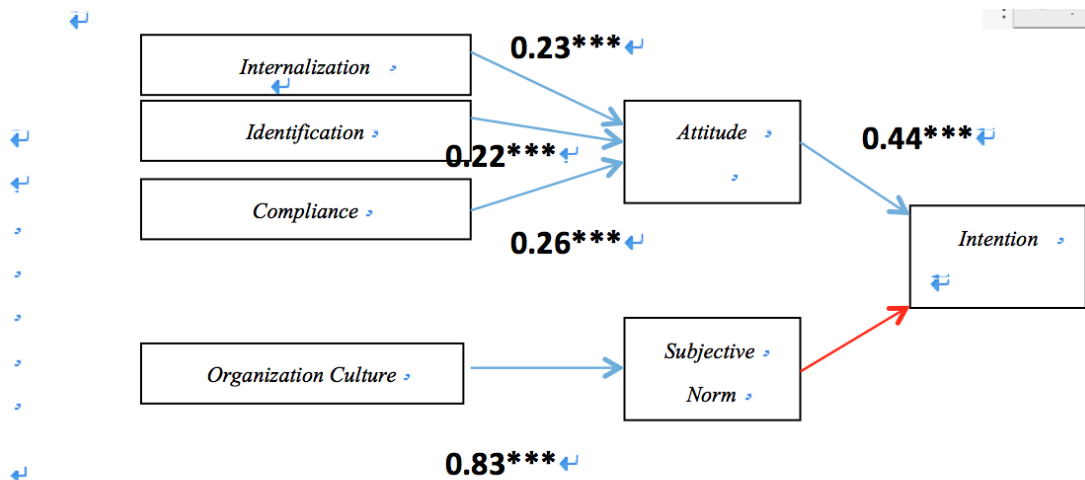 0.23***
Internalization
Identification
Attitude
0.44***
0.22***
Compliance
0.26***
Intention
Organization Culture
Subjective
Norm
0.83***